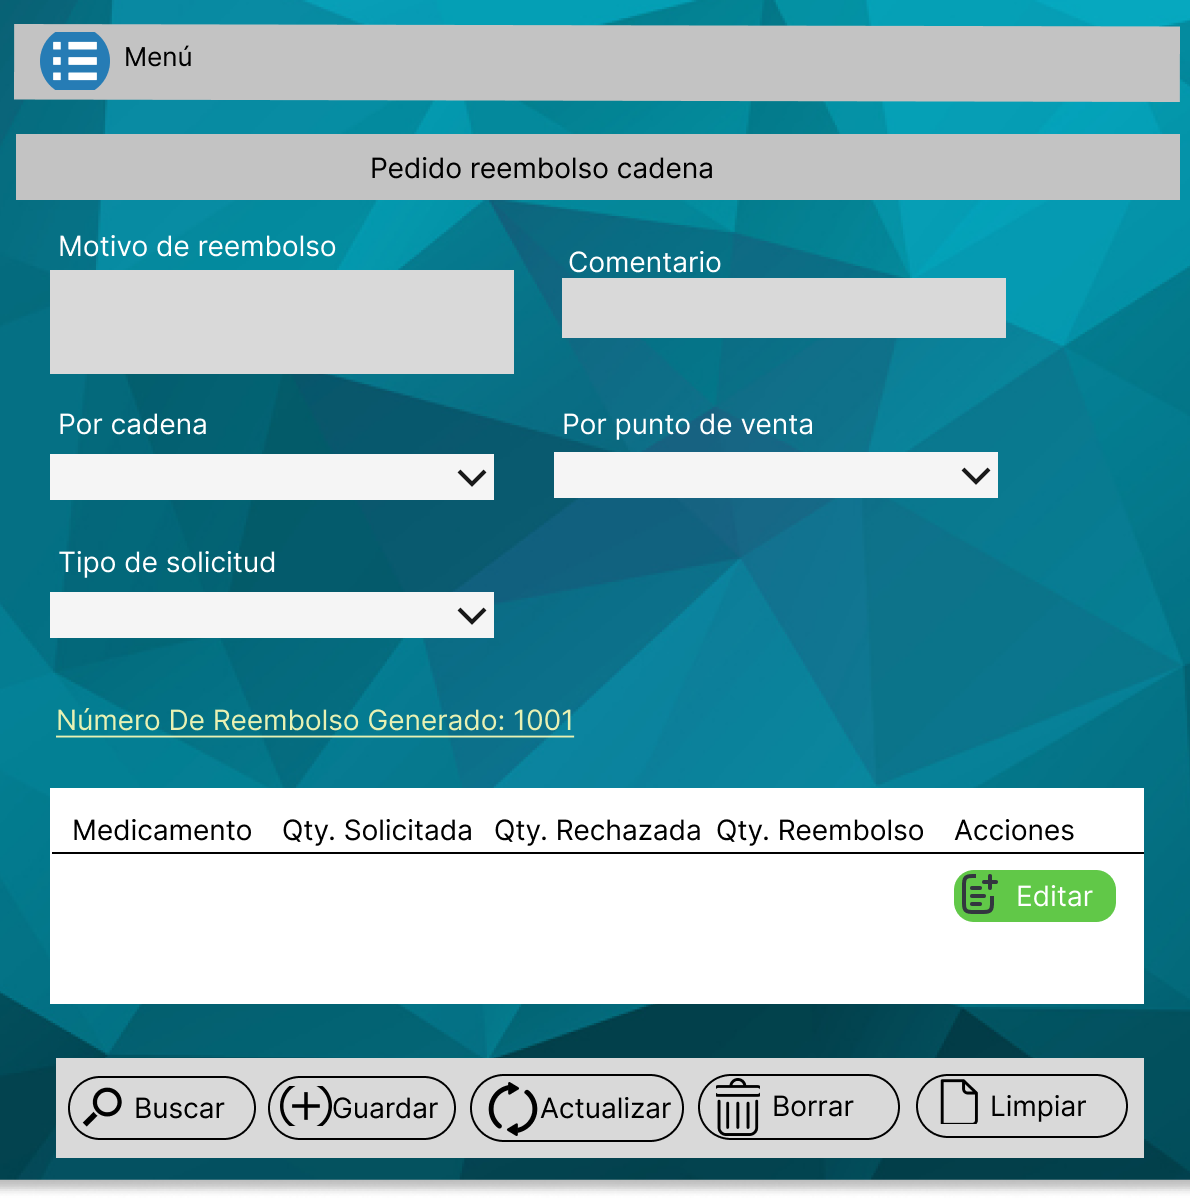 Menú
Pedido reembolso cadena
Motivo de reembolso
Comentario
Por cadena
Por punto de venta
Tipo de solicitud
Número De Reembolso Generado: 1001
Medicamento Qty. Solicitada Qty. Rechazada Qty. Reembolso Acciones
Editar
Buscar Guardar Actualizar Borrar Limpiar